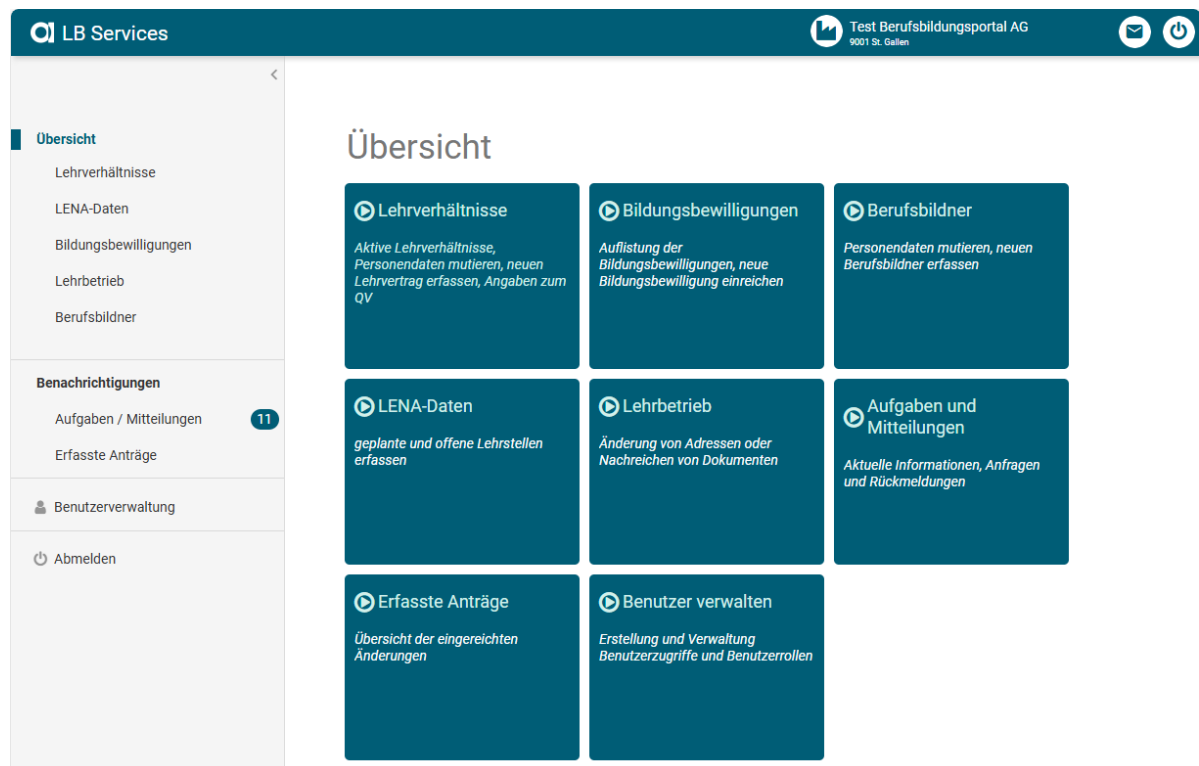 LB Services
Test Berufsbildungsportal AG
9001 St. Gallen
Übersicht
Lehrverhältnisse
LENA-Daten
Bildungsbewilligungen
Lehrbetrieb
Berufsbildner
Benachrichtigungen
Aufgaben / Mitteilungen 11
Erfasste Anträge
Benutzerverwaltung
Abmelden
Übersicht
Lehrverhältnisse
Aktive Lehrverhältnisse,
Personendaten mutieren, neuen
Lehrvertrag erfassen, Angaben zum
QV
Bildungsbewilligungen
Auflistung der
Bildungsbewilligungen, neue
Bildungsbewilligung einreichen
Berufsbildner
Personendaten mutieren, neuen
Berufsbildner erfassen
LENA-Daten
geplante und offene Lehrstellen
erfassen
Lehrbetrieb
Änderung von Adressen oder
Nachreichen von Dokumenten
Aufgaben und
Mitteilungen
Aktuelle Informationen, Anfragen
und Rückmeldungen
Erfasste Anträge
Übersicht der eingereichten
Änderungen
Benutzer verwalten
Erstellung und Verwaltung
Benutzerzugriffe und Benutzerrollen